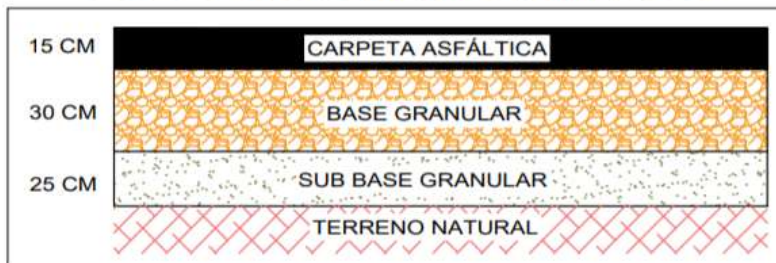 15 CM CARPETA ASFÁLTICA
30 CM BASE GRANULAR
25 CM SUB BASE GRANULAR
TERRENO NATURAL